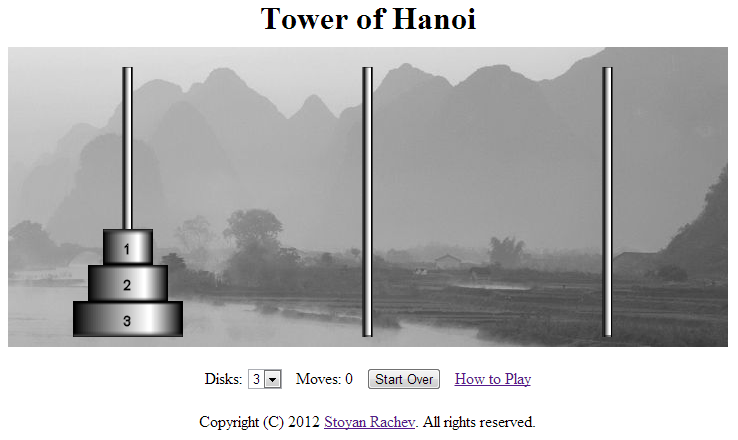 Tower of Hanoi
1
2
3
Disks: 3 Moves: 0 Start Over How to Play
Copyright (C) 2012 Stoyan Rachev. All rights reserved.